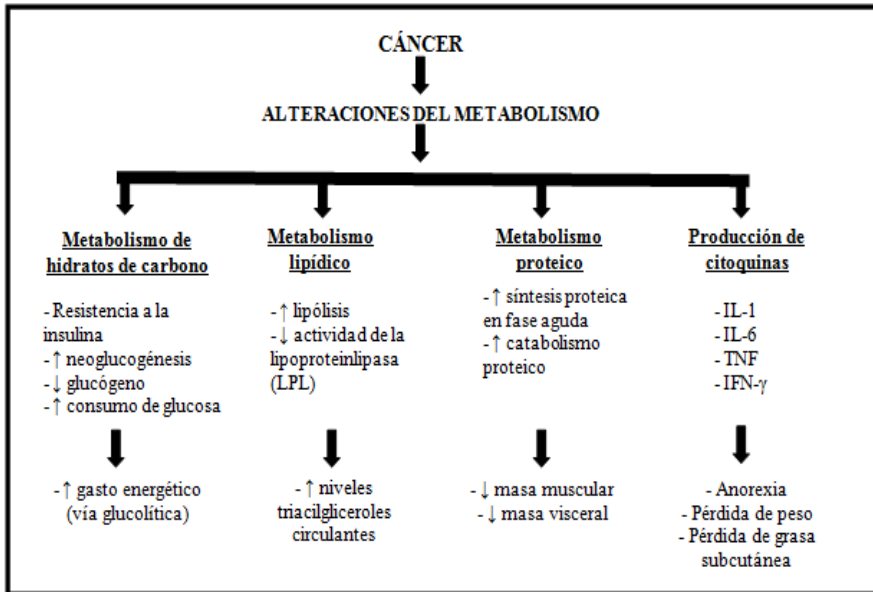 CÁNCER
ALTERACIONES DEL METABOLISMO
Metabolismo de
hidratos de carbono
- Resistencia a la
insulina
- ↑ neoglucogénesis
- ↓ glucógeno
- ↑ consumo de glucosa
- ↑ gasto energético
(vía glucolítica)
Metabolismo
lipídico
- ↑ lipólisis
- ↓ actividad de la
lipoproteinlipasa
(LPL)
- ↑ niveles
triacilgliceroles
circulantes
Metabolismo
proteico
- ↑ síntesis proteica
en fase aguda
- ↑ catabolismo
proteico
- ↓ masa muscular
- ↓ masa visceral
Producción de
citoquinas
- IL-1
- IL-6
- TNF
- IFN-γ
- Anorexia
- Pérdida de peso
- Pérdida de grasa
subcutánea